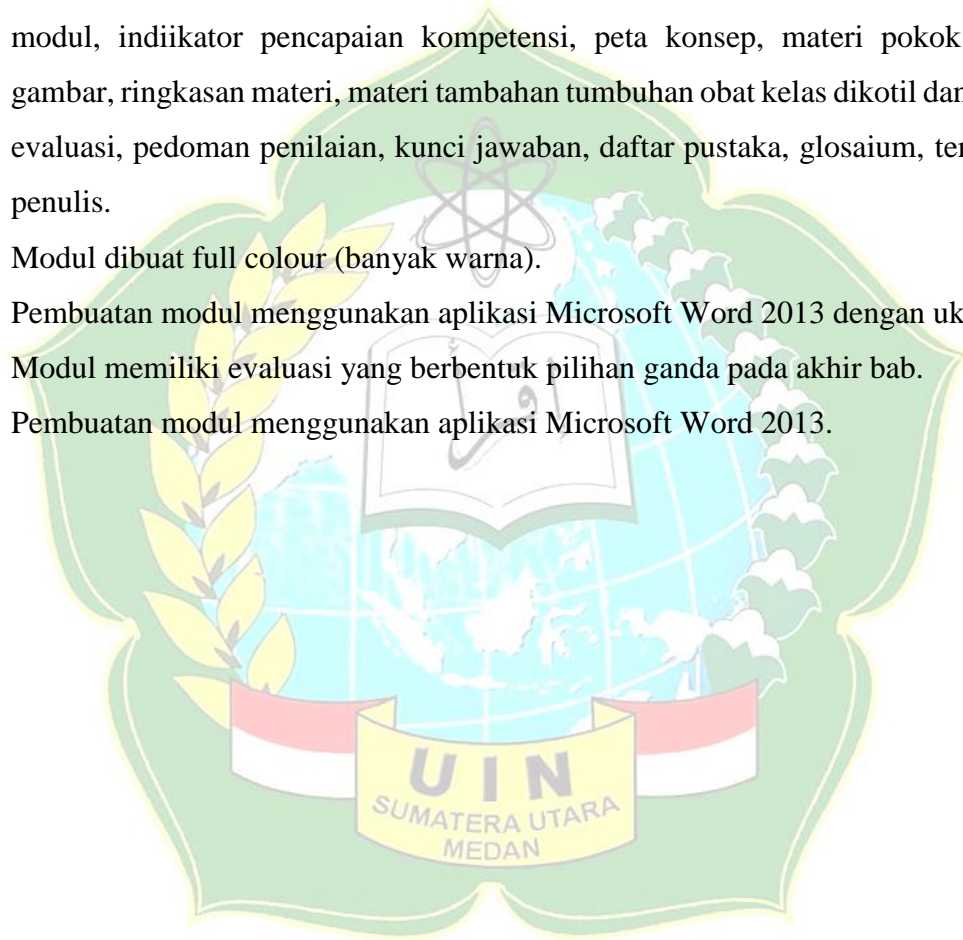 modul, indiikator pencapaian kompetensi, peta konsep, materi pokok
gambar, ringkasan materi, materi tambahan tumbuhan obat kelas dikotil dan
evaluasi, pedoman penilaian, kunci jawaban, daftar pustaka, glosaium,
penulis.
Modul dibuat full colour (banyak warna).
Pembuatan modul menggunakan aplikasi Microsoft Word 2013 dengan
Modul memiliki evaluasi yang berbentuk pilihan ganda pada akhir bab.
Pembuatan modul menggunakan aplikasi Microsoft Word 2013.
UIN
SUMATERA UTARA
MEDAN